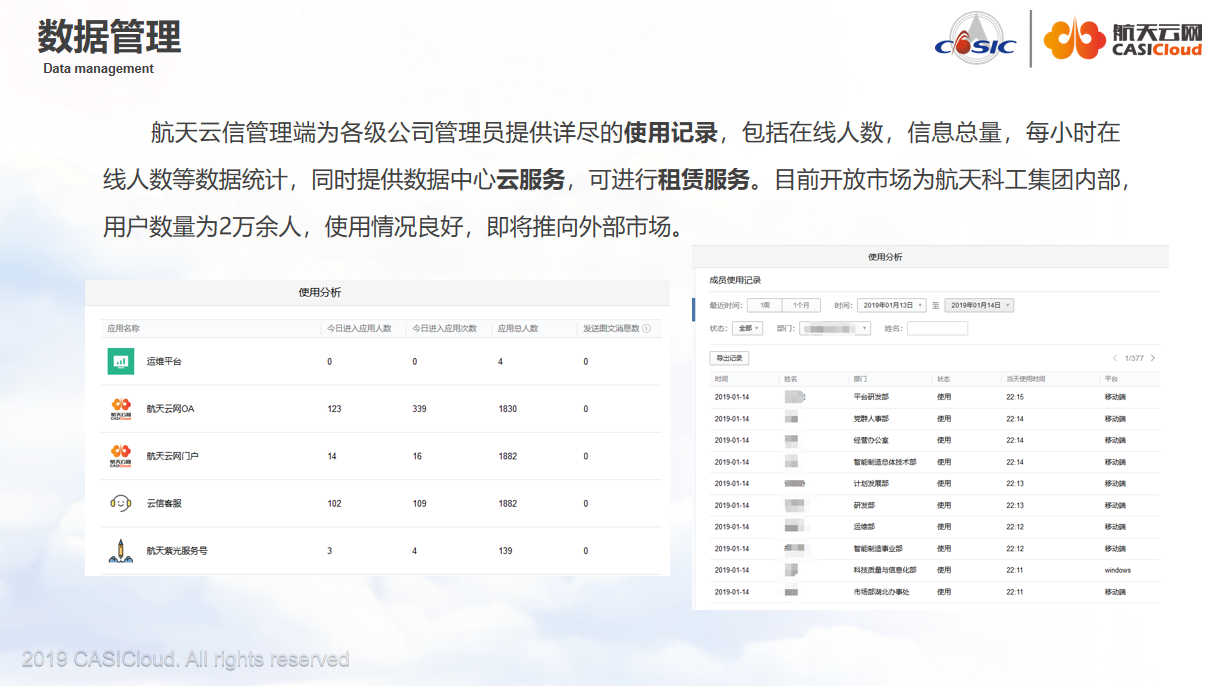 数据管理
Data management
CASIC
航天云网
CASICloud
航天云信管理端为各级公司管理员提供详尽的使用记录，包括在线人数，信息总量，每小时在
线人数等数据统计，同时提供数据中心云服务，可进行租赁服务。目前开放市场为航天科工集团内部，
用户数量为2万余人，使用情况良好，即将推向外部市场。
使用分析
应用名称 今日进入应用人数 今日进入应用次数 应用总人数 发送图文消息数
运维平台 0 0 4 0
航天云网OA 123 339 1830 0
航天云网门户 14 16 1882 0
云信客服 102 109 1882 0
航天紫光服务号 3 4 139 0
使用分析
成员使用记录
最近时间: 1周 1个月 时间: 2019年01月13日 至 2019年01月14日
状态: 全部 部门: 姓名:
导出记录 1/377
时间 姓名 部门 状态 当天使用时间 平台
2019-01-14 平台研发部 使用 22:15 移动端
2019-01-14 党群人事部 使用 22:14 移动端
2019-01-14 经营办公室 使用 22:14 移动端
2019-01-14 智能制造总体技术部 使用 22:14 移动端
2019-01-14 计划发展部 使用 22:13 移动端
2019-01-14 研发部 使用 22:13 移动端
2019-01-14 运维部 使用 22:12 移动端
2019-01-14 智能制造事业部 使用 22:12 移动端
2019-01-14 科技质量与信息化部 使用 22:11 windows
2019-01-14 市场部湖北办事处 使用 22:11 移动端
2019 CASICloud. All rights reserved